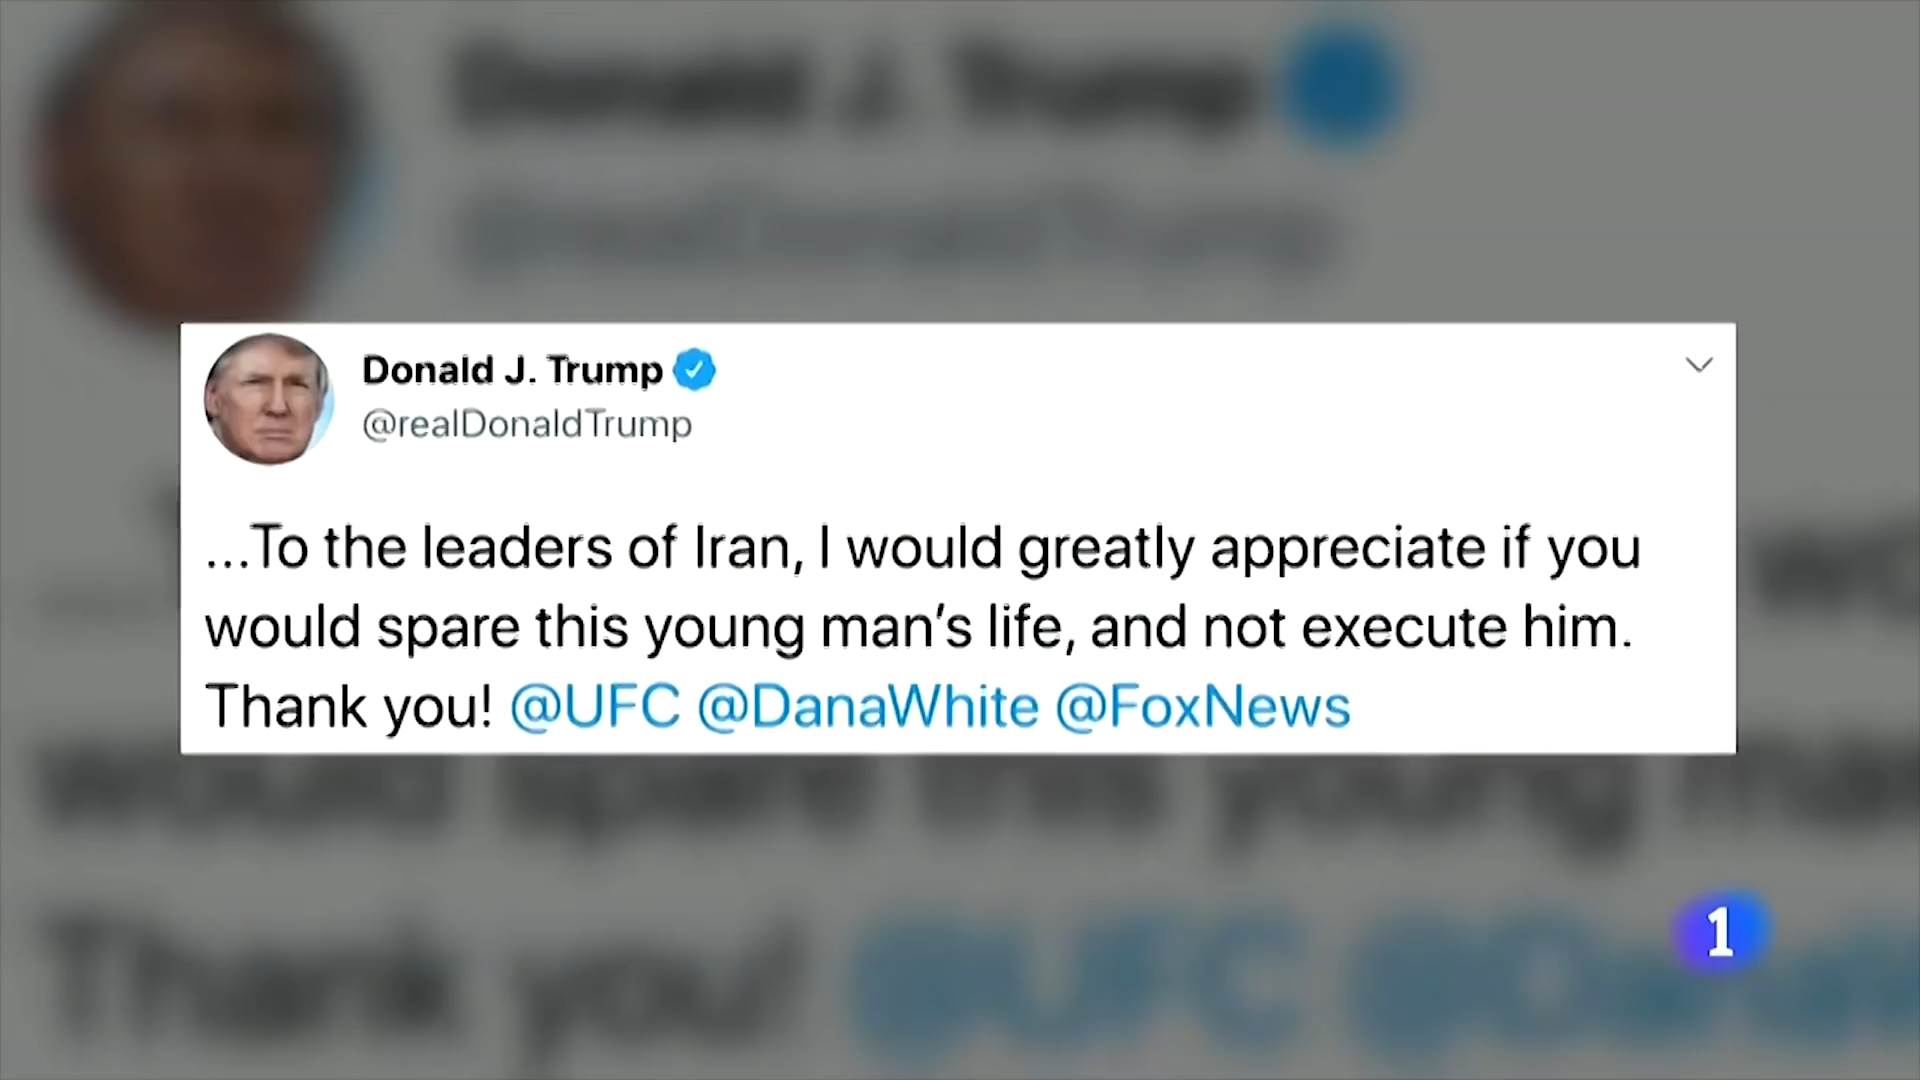 Donald J. Trump
@realDonaldTrump
...To the leaders of Iran, I would greatly appreciate if you
would spare this young man's life, and not execute him.
Thank you! @UFC @DanaWhite @FoxNews
1